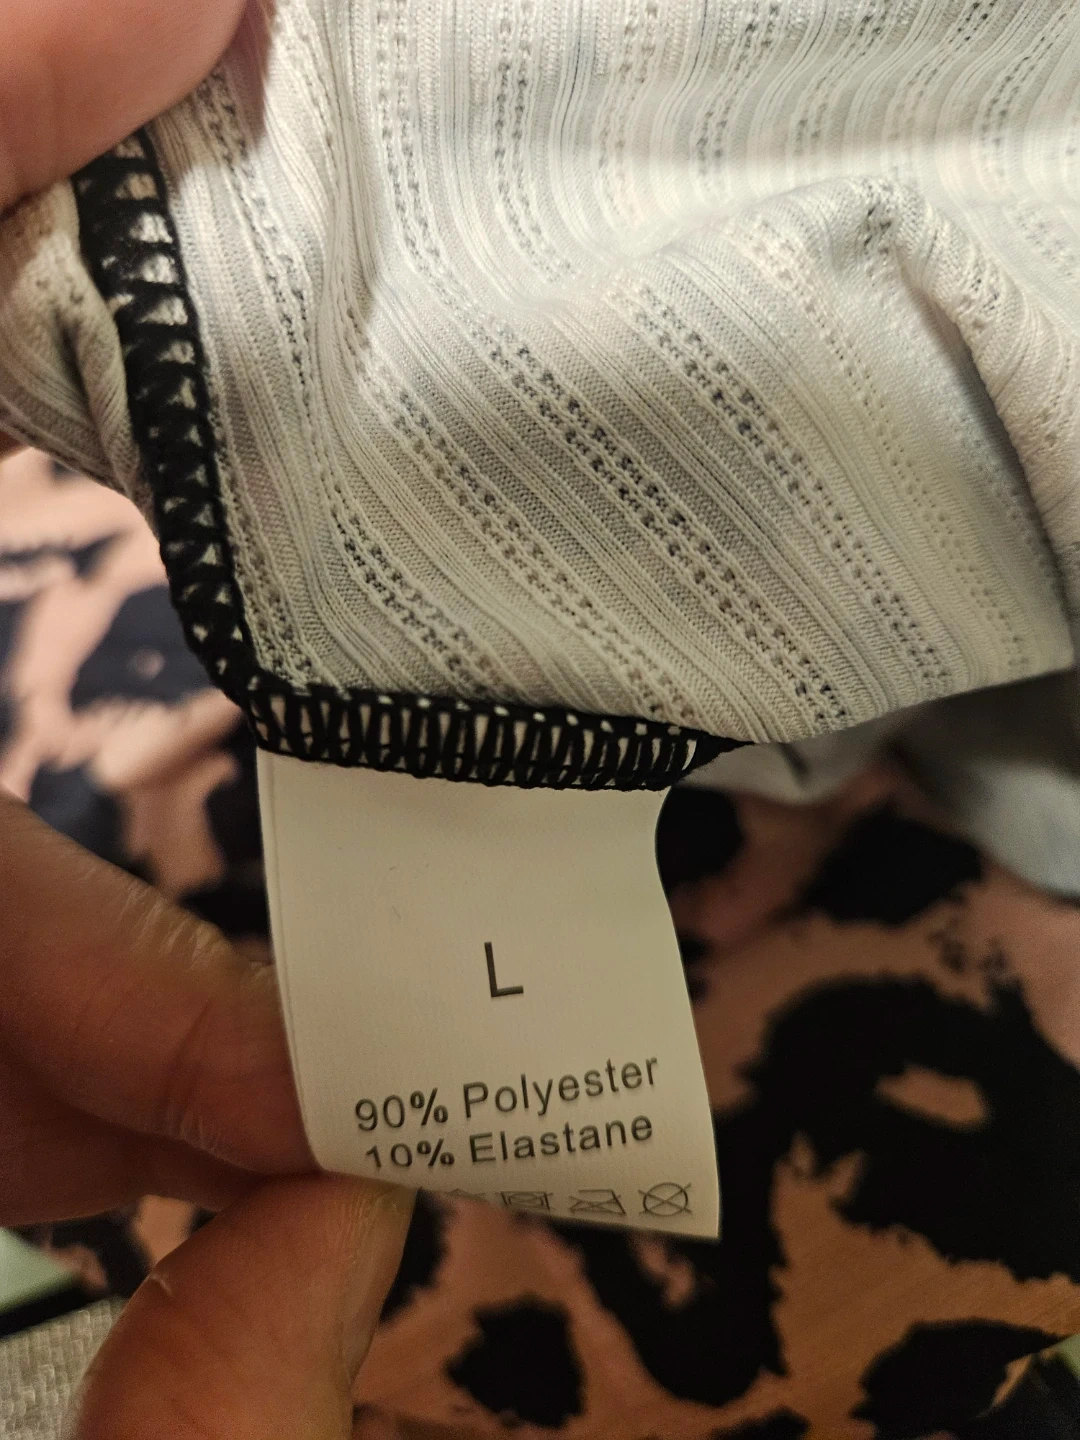 L
90% Polyester
10% Elastane